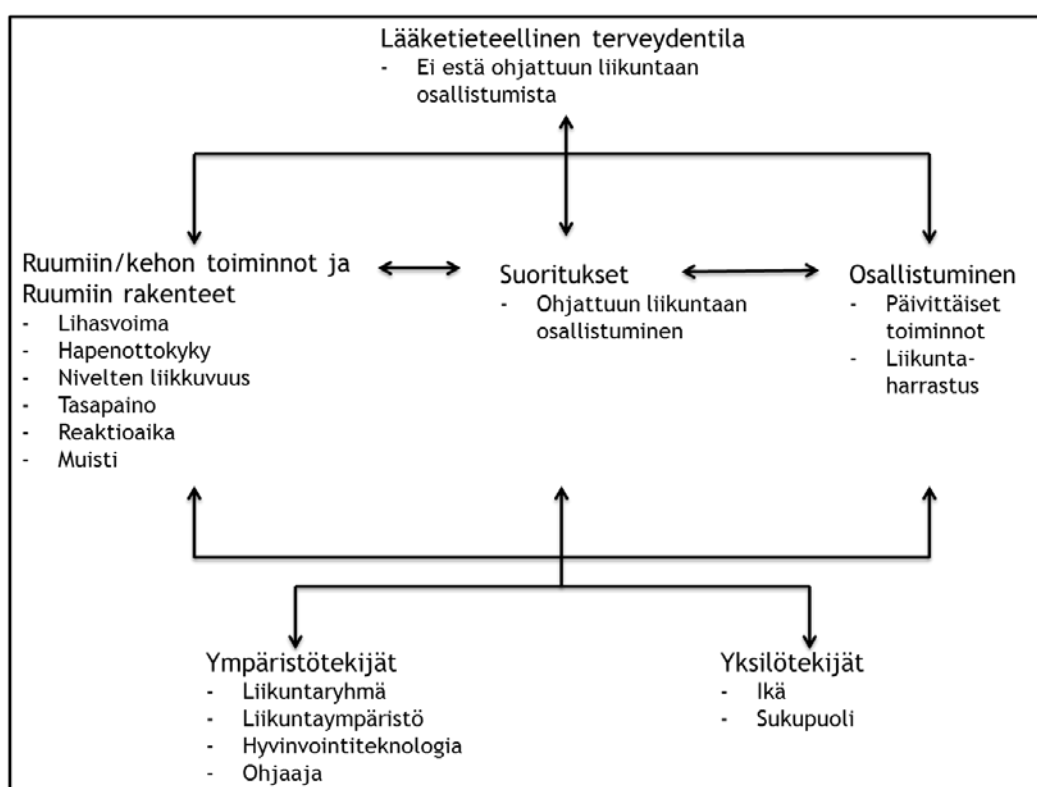 Lääketieteellinen terveydentila
- Ei estä ohjattuun liikuntaan
osallistumista
Ruumiin/kehon toiminnot ja
Ruumiin rakenteet
- Lihasvoima
- Hapenottokyky
- Nivelten liikkuvuus
- Tasapaino
- Reaktioaika
- Muisti
Suoritukset
- Ohjattuun liikuntaan
osallistuminen
Osallistuminen
- Päivittäiset
toiminnot
- Liikunta-
harrastus
Ympäristötekijät
- Liikuntaryhmä
- Liikuntaympäristö
- Hyvinvointiteknologia
- Ohjaaja
Yksilötekijät
- Ikä
- Sukupuoli